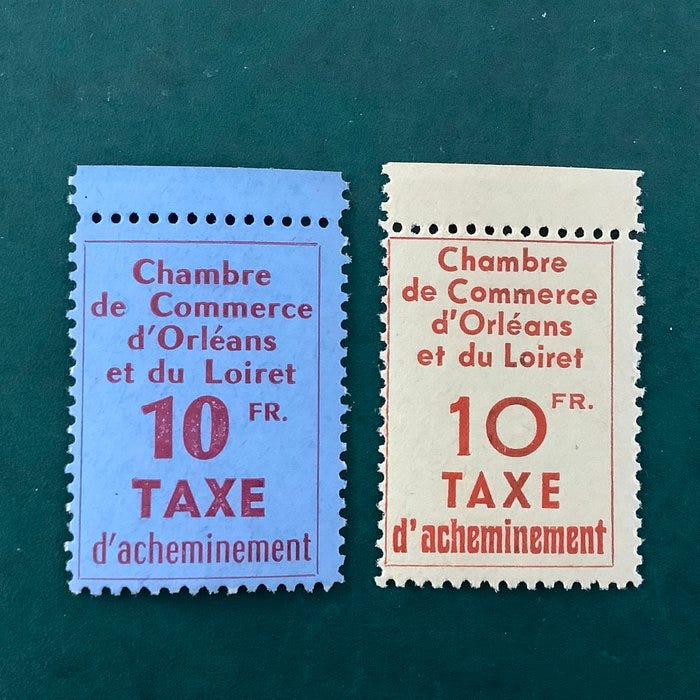 Chambre
de Commerce
d'Orléans
et du Loiret
10 FR.
TAXE
d'acheminement
Chambre
de Commerce
d'Orléans
et du Loiret
10 FR.
TAXE
d'acheminement